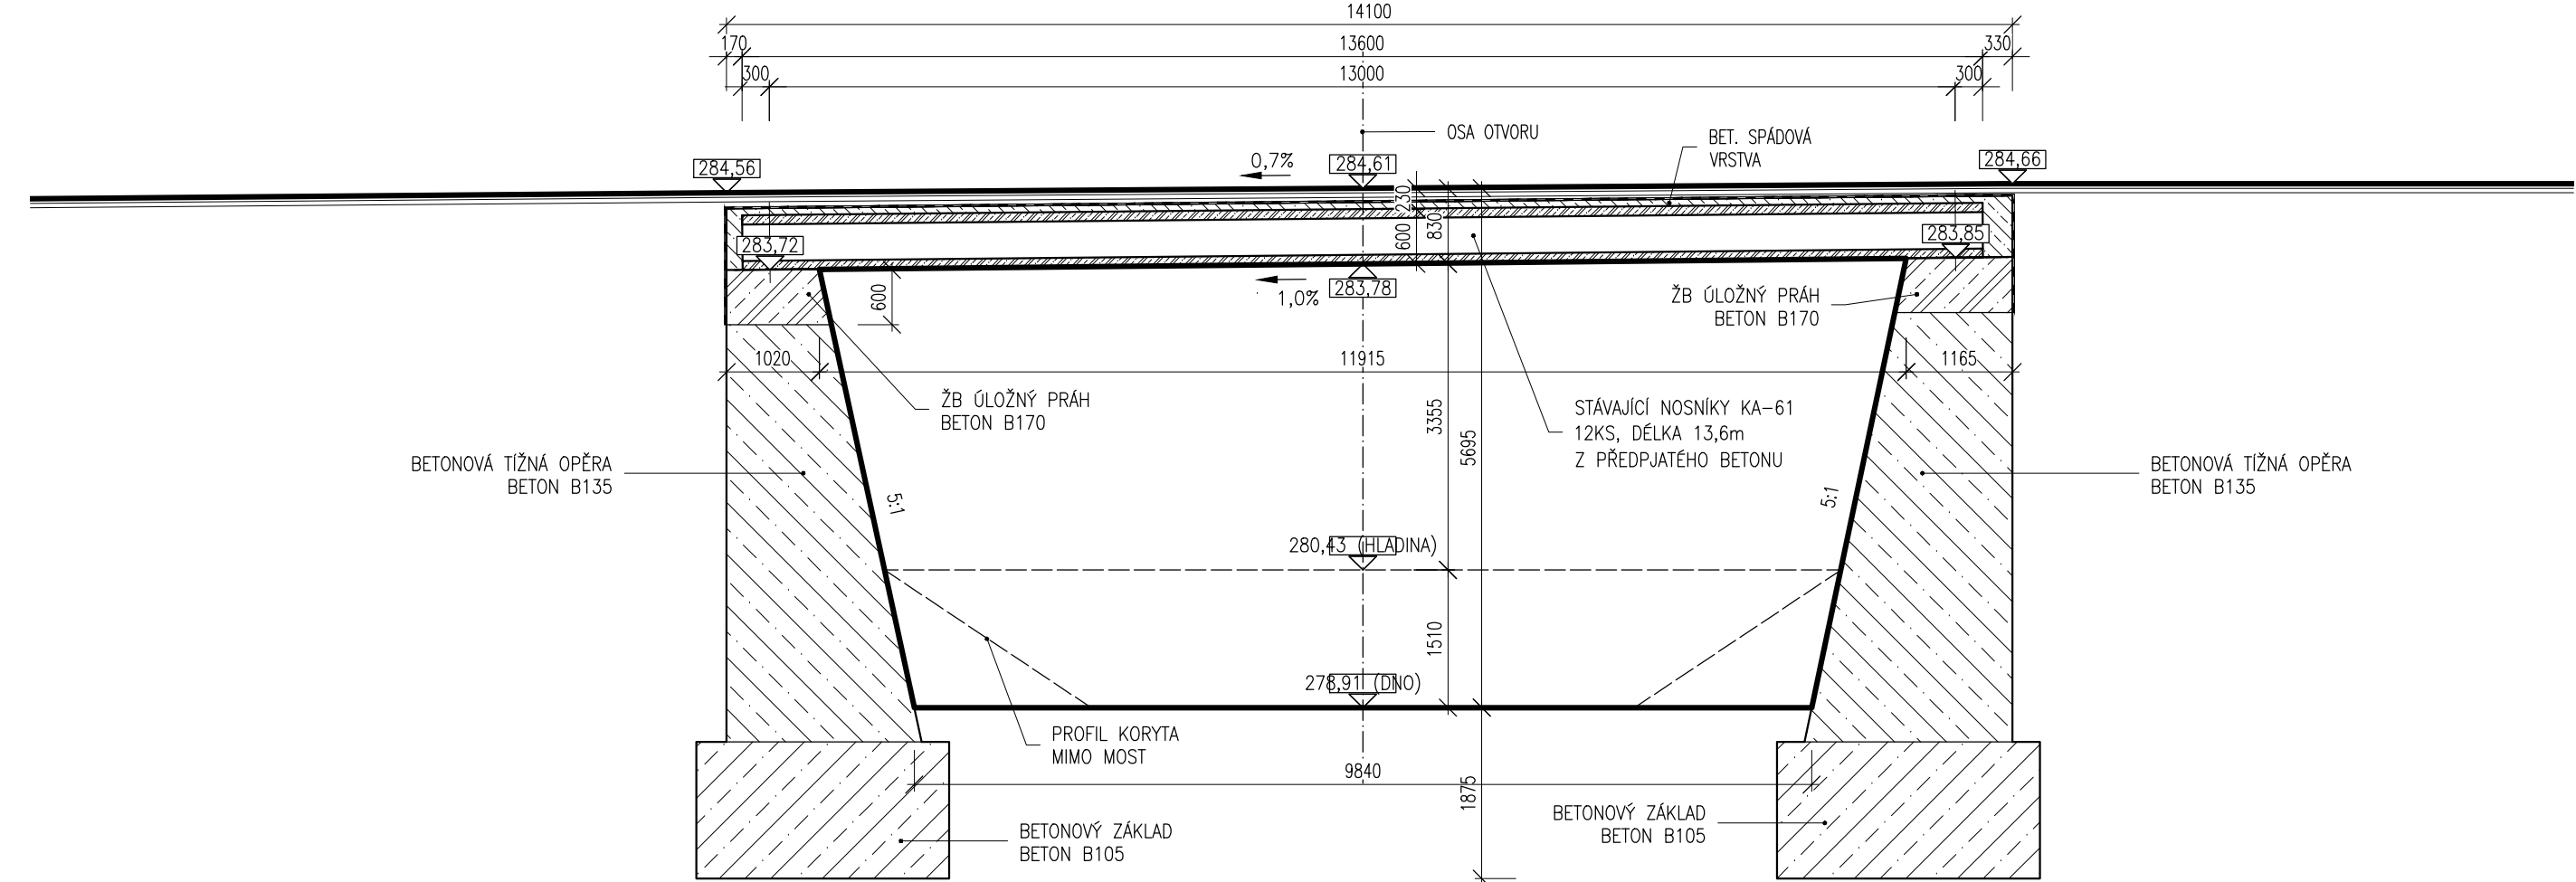 14100
170
13600
330
300
13000
300
OSA OTVORU
BET. SPÁDOVÁ
VRSTVA
284,56
0,7%
284,61
284,66
230
830
600
283,72
283,85
1,0%
283,78
600
ŽB ÚLOŽNÝ PRÁH
BETON B170
1020
11915
1165
ŽB ÚLOŽNÝ PRÁH
BETON B170
3355
5695
STÁVAJÍCÍ NOSNÍKY KA-61
12KS, DÉLKA 13,6m
Z PŘEDPJATÉHO BETONU
BETONOVÁ TÍŽNÁ OPĚRA
BETON B135
5:1
5:1
BETONOVÁ TÍŽNÁ OPĚRA
BETON B135
280,43 (HLADINA)
1510
278,91 (DNO)
PROFIL KORYTA
MIMO MOST
9840
1875
BETONOVÝ ZÁKLAD
BETON B105
BETONOVÝ ZÁKLAD
BETON B105